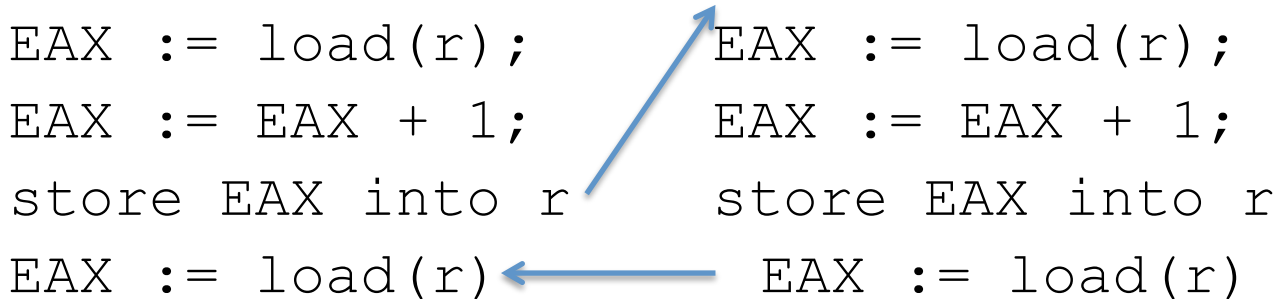 EAX := load(r);
EAX := EAX + 1;
store EAX into r
EAX := load(r)
EAX := load(r);
EAX := EAX + 1;
store EAX into r
EAX := load(r)